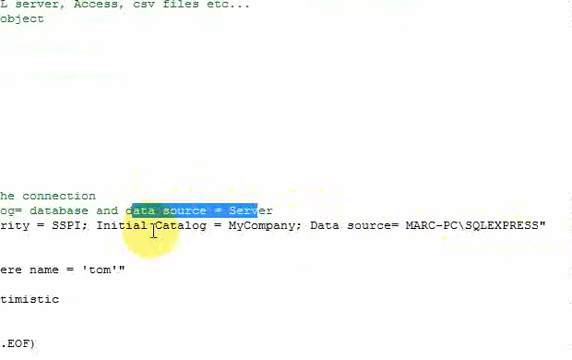 L server, Access, csv files etc...
object
he connection
og= database and data source = Server
rity = SSPI; Initial Catalog = MyCompany; Data source= MARC-PC\SQLEXPRESS"
ere name = 'tom'"
timistic
.EOF)